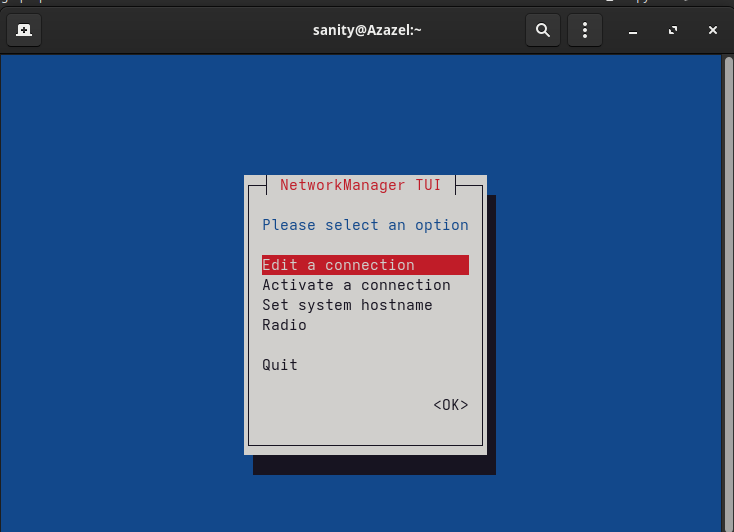 sanity@Azazel:~
NetworkManager TUI
Please select an option
Edit a connection
Activate a connection
Set system hostname
Radio
Quit
<OK>